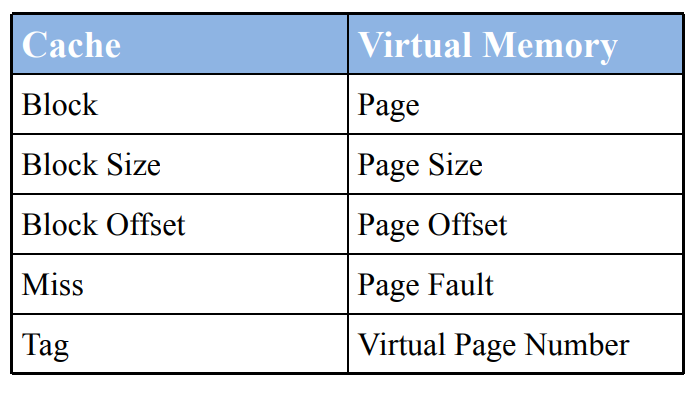 Cache Virtual Memory
Block Page
Block Size Page Size
Block Offset Page Offset
Miss Page Fault
Tag Virtual Page Number